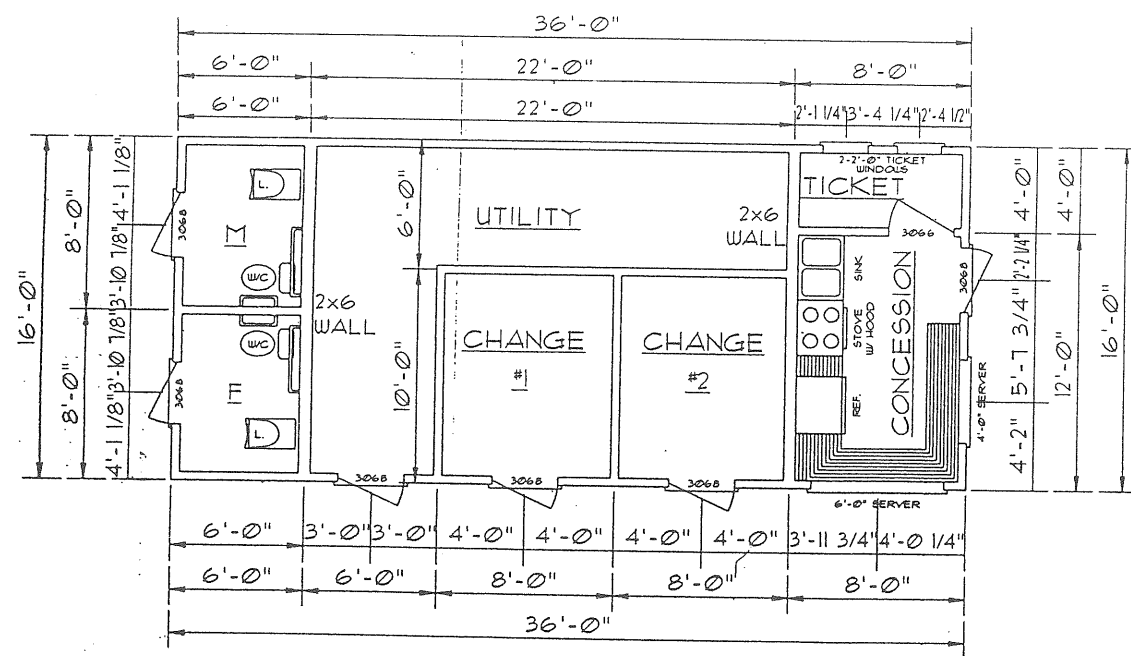 36'-0"
6'-0" 22'-0" 8'-0"
6'-0" 22'-0" 2'-1 1/4" 3'-4 1/4" 2'-4 1/2"
16'-0"
8'-0"
8'-0"
4'-1 1/8"
3'-10 7/8"
3'-10 7/8"
4'-1 1/8"
3068
L.
M
W/C
2x6
WALL
W/C
3068
F
L.
6'-0"
10'-0"
UTILITY
2x6
WALL
CHANGE
#1
CHANGE
#2
2-2'-0" TICKET
WINDOWS
TICKET
3066
SINK
STOVE
W/ HOOD
REF.
CONCESSION
3068
4'-0" SERVER
6'-0" SERVER
3068
3068
3068
4'-0"
2'-2 1/4"
5'-7 3/4"
4'-2"
4'-0"
12'-0"
16'-0"
6'-0" 3'-0" 3'-0" 4'-0" 4'-0" 4'-0" 4'-0" 3'-11 3/4" 4'-0 1/4"
6'-0" 6'-0" 8'-0" 8'-0" 8'-0"
36'-0"